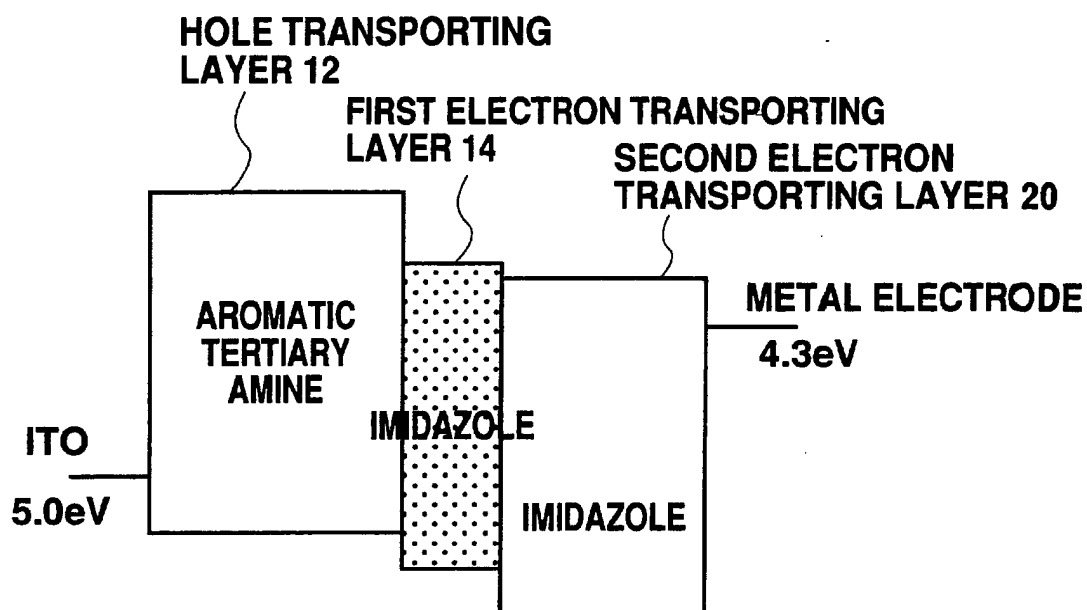 HOLE TRANSPORTING
LAYER 12
FIRST ELECTRON TRANSPORTING
LAYER 14
SECOND ELECTRON
TRANSPORTING LAYER 20
METAL ELECTRODE
4.3eV
AROMATIC
TERTIARY
AMINE
IMIDAZOLE
ITO
5.0eV
IMIDAZOLE